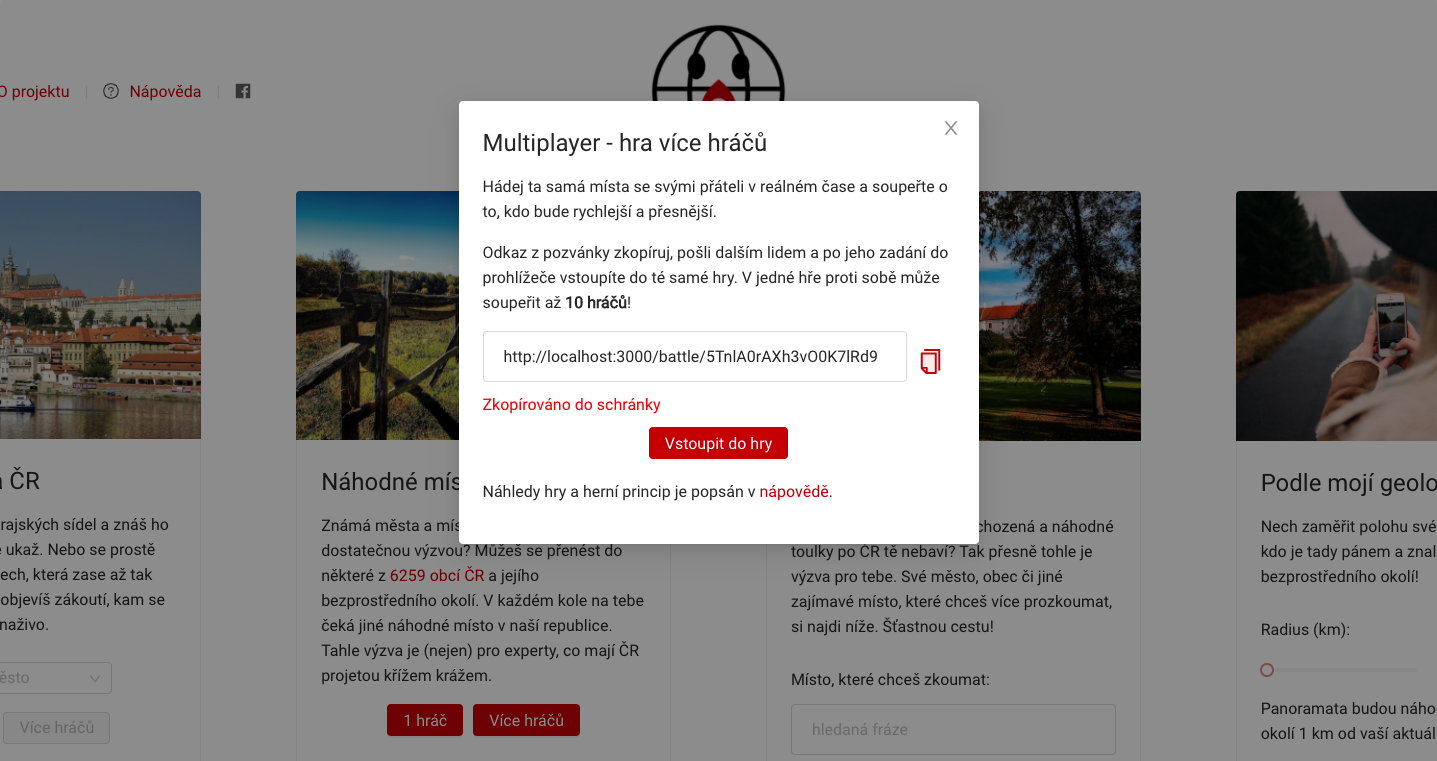 O projektu
Nápověda
Multiplayer - hra více hráčů
Hádej ta samá místa se svými přáteli v reálném čase a soupeřte o
to, kdo bude rychlejší a přesnější.
Odkaz z pozvánky zkopíruj, pošli dalším lidem a po jeho zadání do
prohlížeče vstoupíte do té samé hry. V jedné hře proti sobě může
soupeřit až 10 hráčů!
http://localhost:3000/battle/5TnlA0rAXh3vO0K7lRd9
Zkopírováno do schránky
Vstoupit do hry
Náhledy hry a herní princip je popsán v nápovědě.
ČR
rajských sídel a znáš ho
ukaž. Nebo se prostě
ech, která zase až tak
objevíš zákoutí, kam se
naživo.
ěsto
Více hráčů
Náhodné mís
Známá města a mís
dostatečnou výzvou? Můžeš se přenést do
některé z 6259 obcí ČR a jejího
bezprostředního okolí. V každém kole na tebe
čeká jiné náhodné místo v naší republice.
Tahle výzva je (nejen) pro experty, co mají ČR
projetou křížem krážem.
1 hráč
Více hráčů
chozená a náhodné
toulky po ČR tě nebaví? Tak přesně tohle je
výzva pro tebe. Své město, obec či jiné
zajímavé místo, které chceš více prozkoumat,
si najdi níže. Šťastnou cestu!
Místo, které chceš zkoumat:
hledaná fráze
Podle mojí geolo
Nech zaměřit polohu své
kdo je tady pánem a znal
bezprostředního okolí!
Radius (km):
Panoramata budou náho
okolí 1 km od vaší aktuál